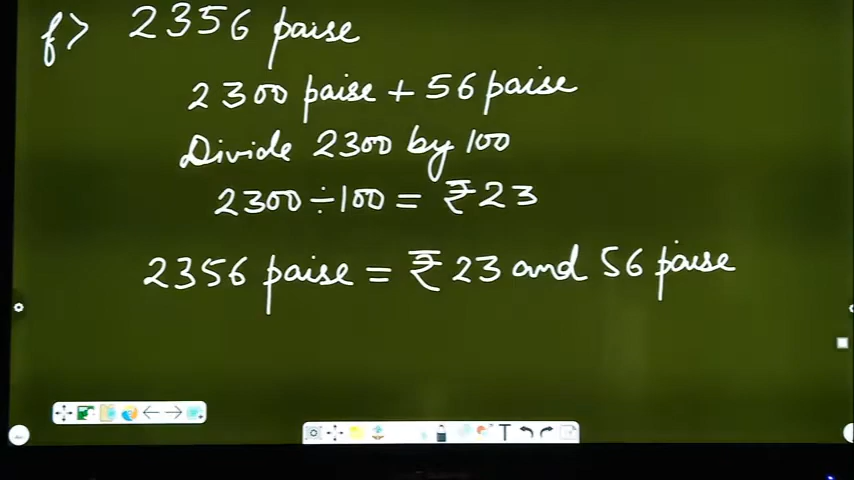 f> 2356 paise
2300 paise + 56 paise
Divide 2300 by 100
2300 ÷ 100 = ₹ 23
2356 paise = ₹ 23 and 56 paise
T